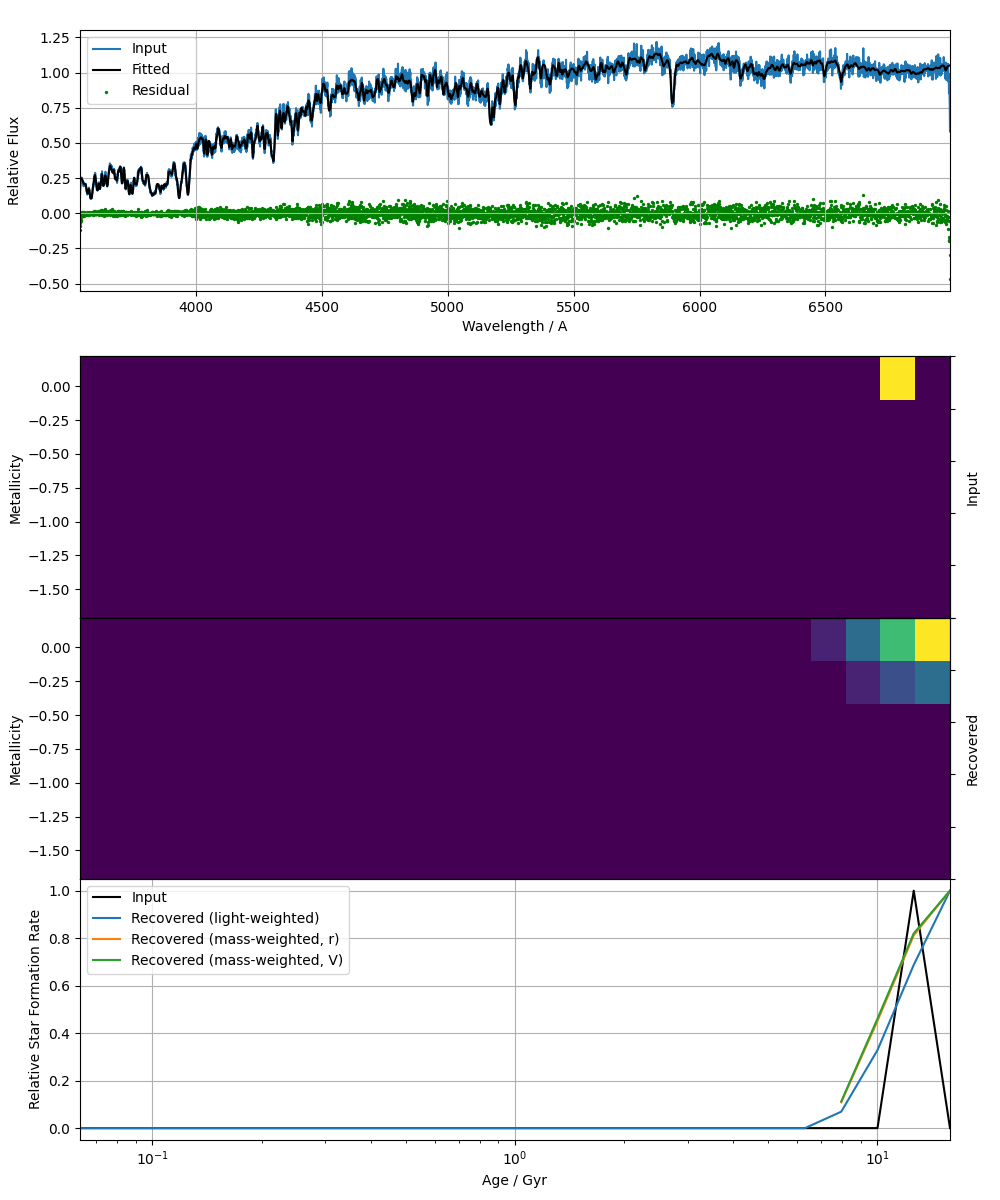 1.25
1.00
0.75
0.50
0.25
0.00
−0.25
−0.50
Relative Flux
Input
Fitted
Residual
4000 4500 5000 5500 6000 6500
Wavelength / A
0.00
−0.25
−0.50
−0.75
−1.00
−1.25
−1.50
Metallicity
Input
0.00
−0.25
−0.50
−0.75
−1.00
−1.25
−1.50
Metallicity
Recovered
1.0
0.8
0.6
0.4
0.2
0.0
Relative Star Formation Rate
Input
Recovered (light-weighted)
Recovered (mass-weighted, r)
Recovered (mass-weighted, V)
10⁻¹ 10⁰ 10¹
Age / Gyr